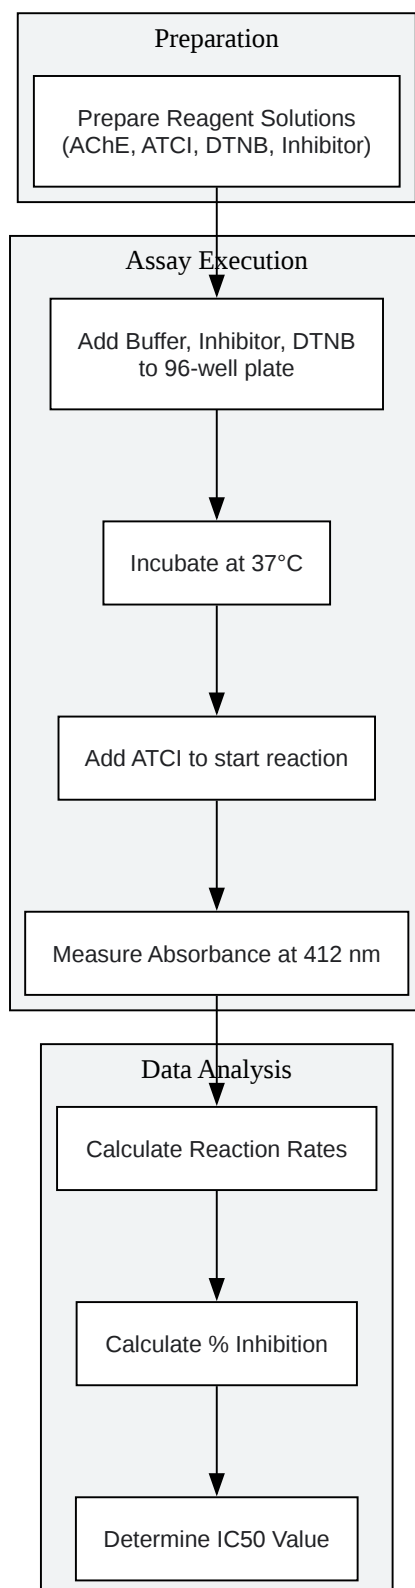 Preparation
Prepare Reagent Solutions
(AChE, ATCI, DTNB, Inhibitor)
Assay Execution
Add Buffer, Inhibitor, DTNB
to 96-well plate
Incubate at 37°C
Add ATCI to start reaction
Measure Absorbance at 412 nm
Data Analysis
Calculate Reaction Rates
Calculate % Inhibition
Determine IC50 Value